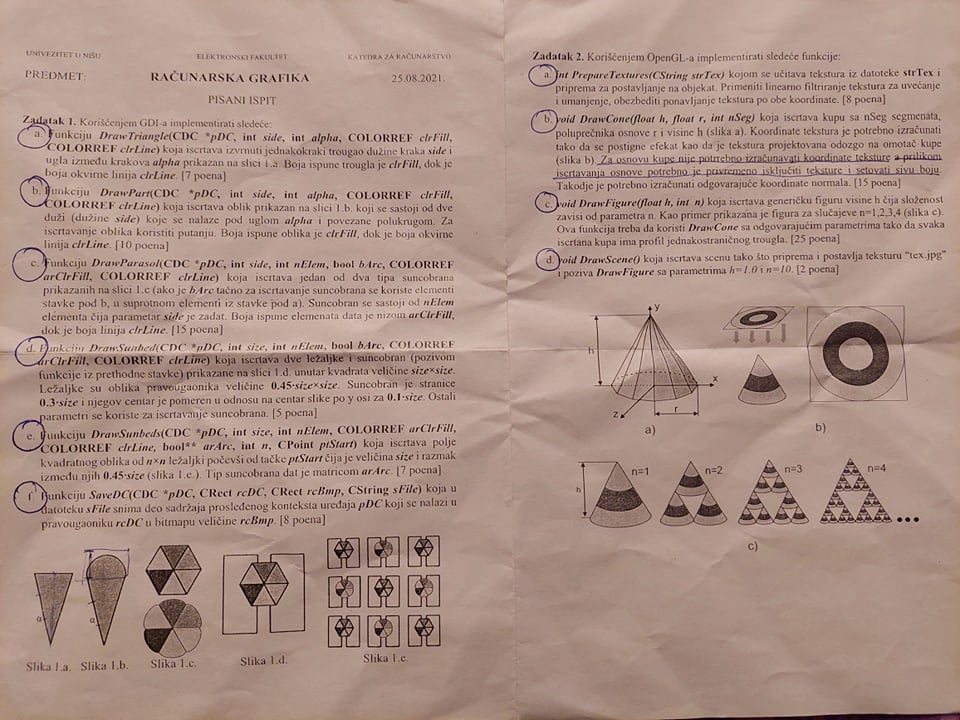 UNIVEZITET U NIŠU ELEKTRONSKI FAKULTET KATEDRA ZA RAČUNARSTVO
PREDMET: RAČUNARSKA GRAFIKA 25.08.2021.
PISANI ISPIT
Zadatak 1. Korišćenjem GDI-a implementirati sledeće:
a. Funkciju DrawTriangle(CDC *pDC, int side, int alpha, COLORREF clrFill,
COLORREF clrLine) koja iscrtava izvrnuti jednakokraki trougao dužine kraka side i
ugla između krakova alpha prikazan na slici 1.a. Boja ispune trougla je clrFill, dok je
boja okvirne linije clrLine. [7 poena]
b. Funkciju DrawPart(CDC *pDC, int side, int alpha, COLORREF clrFill,
COLORREF clrLine) koja iscrtava oblik prikazan na slici 1.b. koji se sastoji od dve
duži (dužine side) koje se nalaze pod uglom alpha i povezane polukrugom. Za
iscrtavanje oblika koristiti putanju. Boja ispune oblika je clrFill, dok je boja okvirne
linija clrLine. [10 poena]
c. Funkciju DrawParasol(CDC *pDC, int side, int nElem, bool bArc, COLORREF
arClrFill, COLORREF clrLine) koja iscrtava jedan od dva tipa suncobrana
prikazanih na slici 1.c (ako je bArc tačno za iscrtavanje suncobrana se koriste elementi
stavke pod b, u suprotnom elementi iz stavke pod a). Suncobran se sastoji od nElem
elementa čija parametar side je zadat. Boja ispune elemenata data je nizom arClrFill,
dok je boja linija clrLine. [15 poena]
d. Funkciju DrawSunbed(CDC *pDC, int size, int nElem, bool bArc, COLORREF
arClrFill, COLORREF clrLine) koja iscrtava dve ležaljke i suncobran (pozivom
funkcije iz prethodne stavke) prikazane na slici 1.d. unutar kvadrata veličine size×size.
Ležaljke su oblika pravougaonika veličine 0.45·size×size. Suncobran je stranice
0.3·size i njegov centar je pomeren u odnosu na centar slike po y osi za 0.1·size. Ostali
parametri se koriste za iscrtavanje suncobrana. [5 poena]
e. Funkciju DrawSunbeds(CDC *pDC, int size, int nElem, COLORREF arClrFill,
COLORREF clrLine, bool** arArc, int n, CPoint ptStart) koja iscrtava polje
kvadratnog oblika od n×n ležaljki počevši od tačke ptStart čija je veličina size i razmak
između njih 0.45·size (slika 1.e.). Tip suncobrana dat je matricom arArc. [7 poena]
f. Funkciju SaveDC(CDC *pDC, CRect rcDC, CRect rcBmp, CString sFile) koja u
datoteku sFile snima deo sadržaja prosleđenog konteksta uređaja pDC koji se nalazi u
pravougaoniku rcDC u bitmapu veličine rcBmp. [8 poena]
α
α
Slika 1.a. Slika 1.b. Slika 1.c. Slika 1.d. Slika 1.e.
Zadatak 2. Korišćenjem OpenGL-a implementirati sledeće funkcije:
a. int PrepareTextures(CString strTex) kojom se učitava tekstura iz datoteke strTex i
priprema za postavljanje na objekat. Primeniti linearno filtriranje tekstura za uvećanje
i umanjenje, obezbediti ponavljanje tekstura po obe koordinate. [8 poena]
b. void DrawCone(float h, float r, int nSeg) koja iscrtava kupu sa nSeg segmenata,
poluprečnika osnove r i visine h (slika a). Koordinate tekstura je potrebno izračunati
tako da se postigne efekat kao da je tekstura projektovana odozgo na omotač kupe
(slika b). Za osnovu kupe nije potrebno izračunavati koordinate teksture a prilikom
iscrtavanja osnove potrebno je privremeno isključiti teksture i setovati sivu boju.
Takodje je potrebno izračunati odgovarajuće koordinate normala. [15 poena]
c. void DrawFigure(float h, int n) koja iscrtava generičku figuru visine h čija složenost
zavisi od parametra n. Kao primer prikazana je figura za slučajeve n=1,2,3,4 (slika c).
Ova funkcija treba da koristi DrawCone sa odgovarajućim parametrima tako da svaka
iscrtana kupa ima profil jednakostraničnog trougla. [25 poena]
d. void DrawScene() koja iscrtava scenu tako što priprema i postavlja teksturu "tex.jpg"
i poziva DrawFigure sa parametrima h=1.0 i n=10. [2 poena]
y
h
x
z
r
a) b)
n=1 n=2 n=3 n=4
h
c)